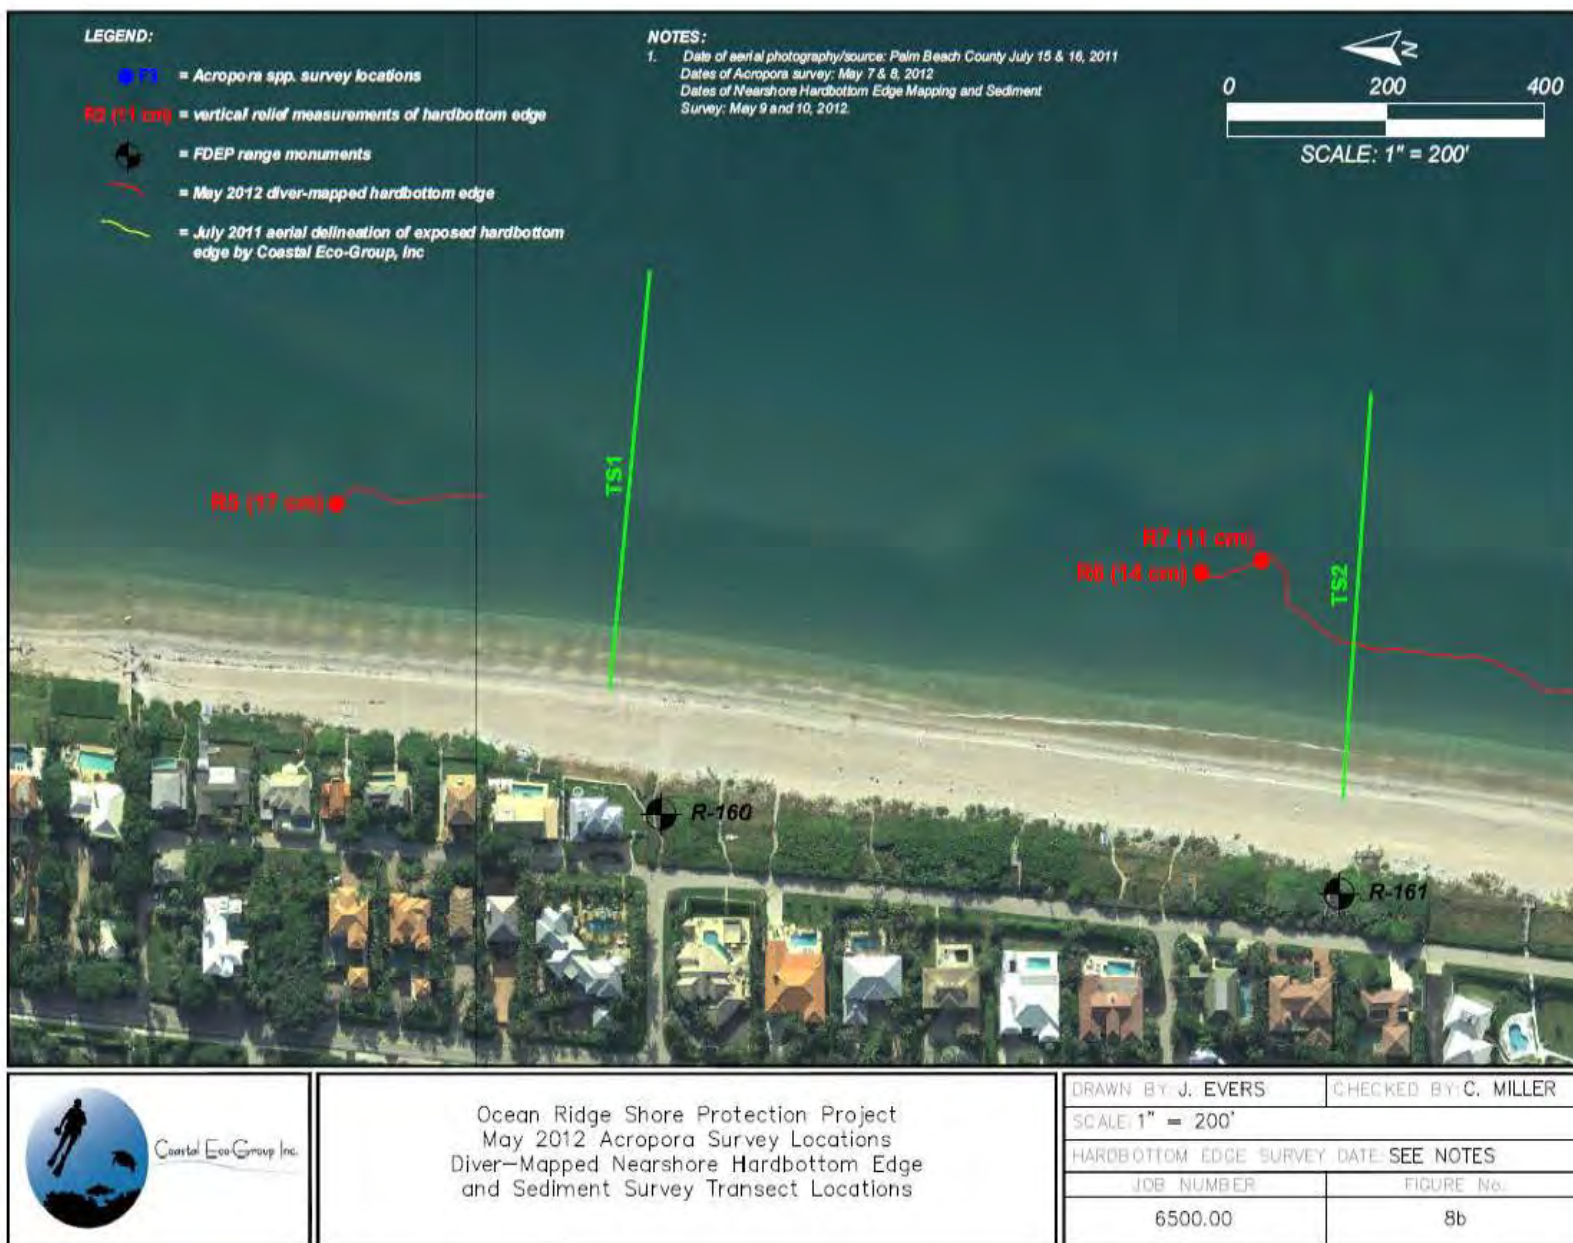 LEGEND:
F1 = Acropora spp. survey locations
R2 (11 cm) = vertical relief measurements of hardbottom edge
= FDEP range monuments
= May 2012 diver-mapped hardbottom edge
= July 2011 aerial delineation of exposed hardbottom
edge by Coastal Eco-Group, Inc
NOTES:
1. Date of aerial photography/source: Palm Beach County July 15 & 16, 2011
Dates of Acropora survey: May 7 & 8, 2012
Dates of Nearshore Hardbottom Edge Mapping and Sediment
Survey: May 9 and 10, 2012.
N
0 200 400
SCALE: 1" = 200'
TS1
R5 (17 cm)
R7 (11 cm)
R6 (14 cm)
TS2
R-160
R-161
Coastal Eco-Group Inc.
Ocean Ridge Shore Protection Project
May 2012 Acropora Survey Locations
Diver-Mapped Nearshore Hardbottom Edge
and Sediment Survey Transect Locations
DRAWN BY: J. EVERS
CHECKED BY: C. MILLER
SCALE: 1" = 200'
HARDBOTTOM EDGE SURVEY DATE: SEE NOTES
JOB NUMBER
FIGURE No.
6500.00
8b